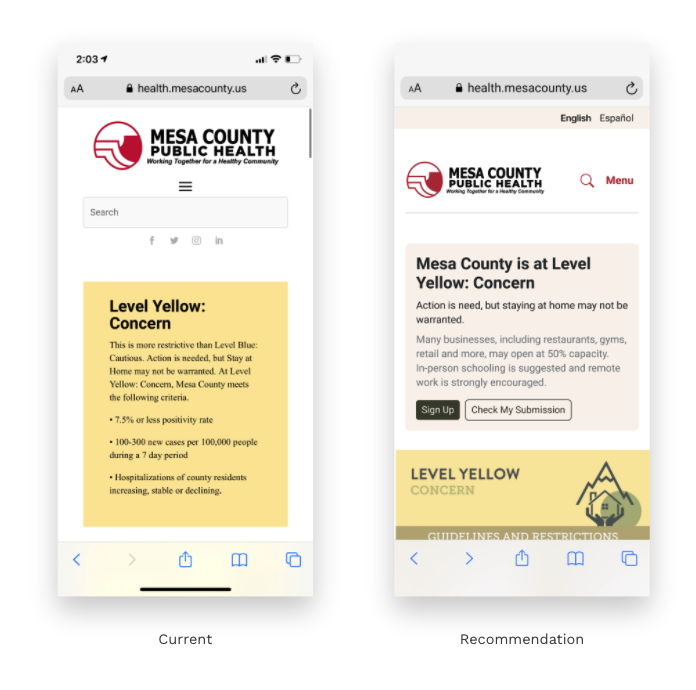 2:03
AA health.mesacounty.us
MESA COUNTY
PUBLIC HEALTH
Working Together for a Healthy Community
Search
Level Yellow:
Concern
This is more restrictive than Level Blue:
Cautious. Action is needed, but Stay at
Home may not be warranted. At Level
Yellow: Concern, Mesa County meets
the following criteria.
• 7.5% or less positivity rate
• 100-300 new cases per 100,000 people
during a 7 day period
• Hospitalizations of county residents
increasing, stable or declining.
Current
AA health.mesacounty.us
English Español
MESA COUNTY
PUBLIC HEALTH
Working Together for a Healthy Community
Menu
Mesa County is at Level
Yellow: Concern
Action is need, but staying at home may not be
warranted.
Many businesses, including restaurants, gyms,
retail and more, may open at 50% capacity.
In-person schooling is suggested and remote
work is strongly encouraged.
Sign Up Check My Submission
LEVEL YELLOW
CONCERN
GUIDELINES AND RESTRICTIONS
Recommendation